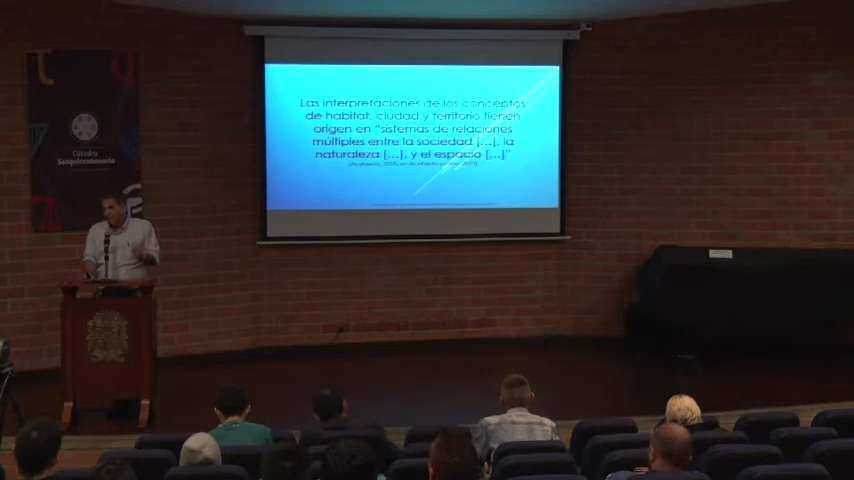 Cátedra
Sesquicentenario
Las interpretaciones de los conceptos
de habitat, ciudad y territorio tienen
origen en "sistemas de relaciones
múltiples entre la sociedad [...], la
naturaleza [...], y el espacio [...]"